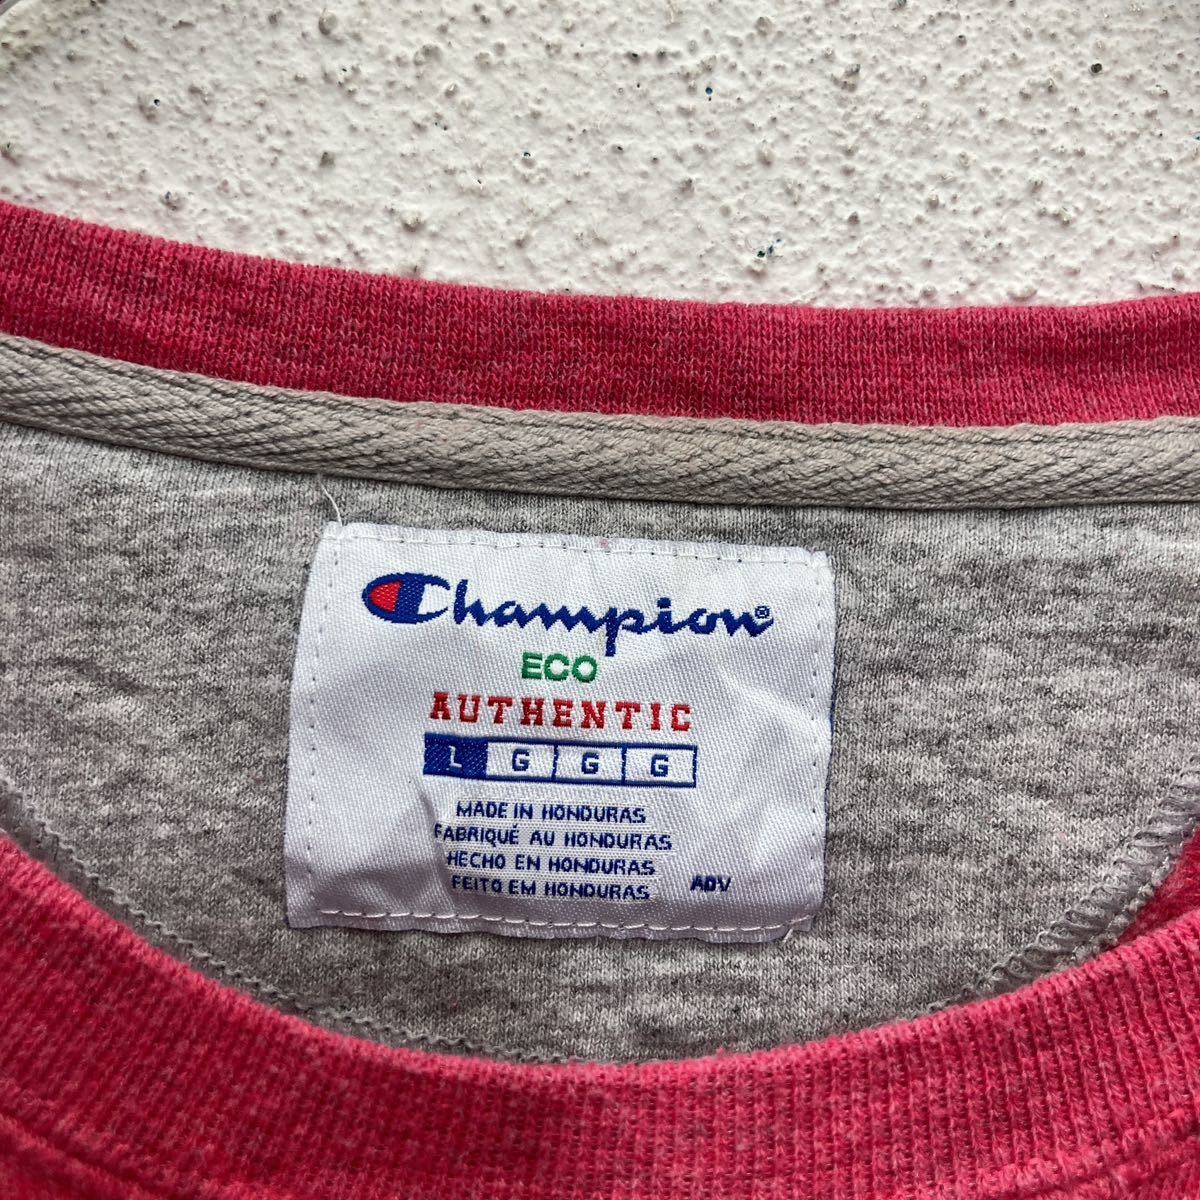 Champion®
ECO
AUTHENTIC
L G G G
MADE IN HONDURAS
FABRIQUÉ AU HONDURAS
HECHO EN HONDURAS
FEITO EM HONDURAS ADV